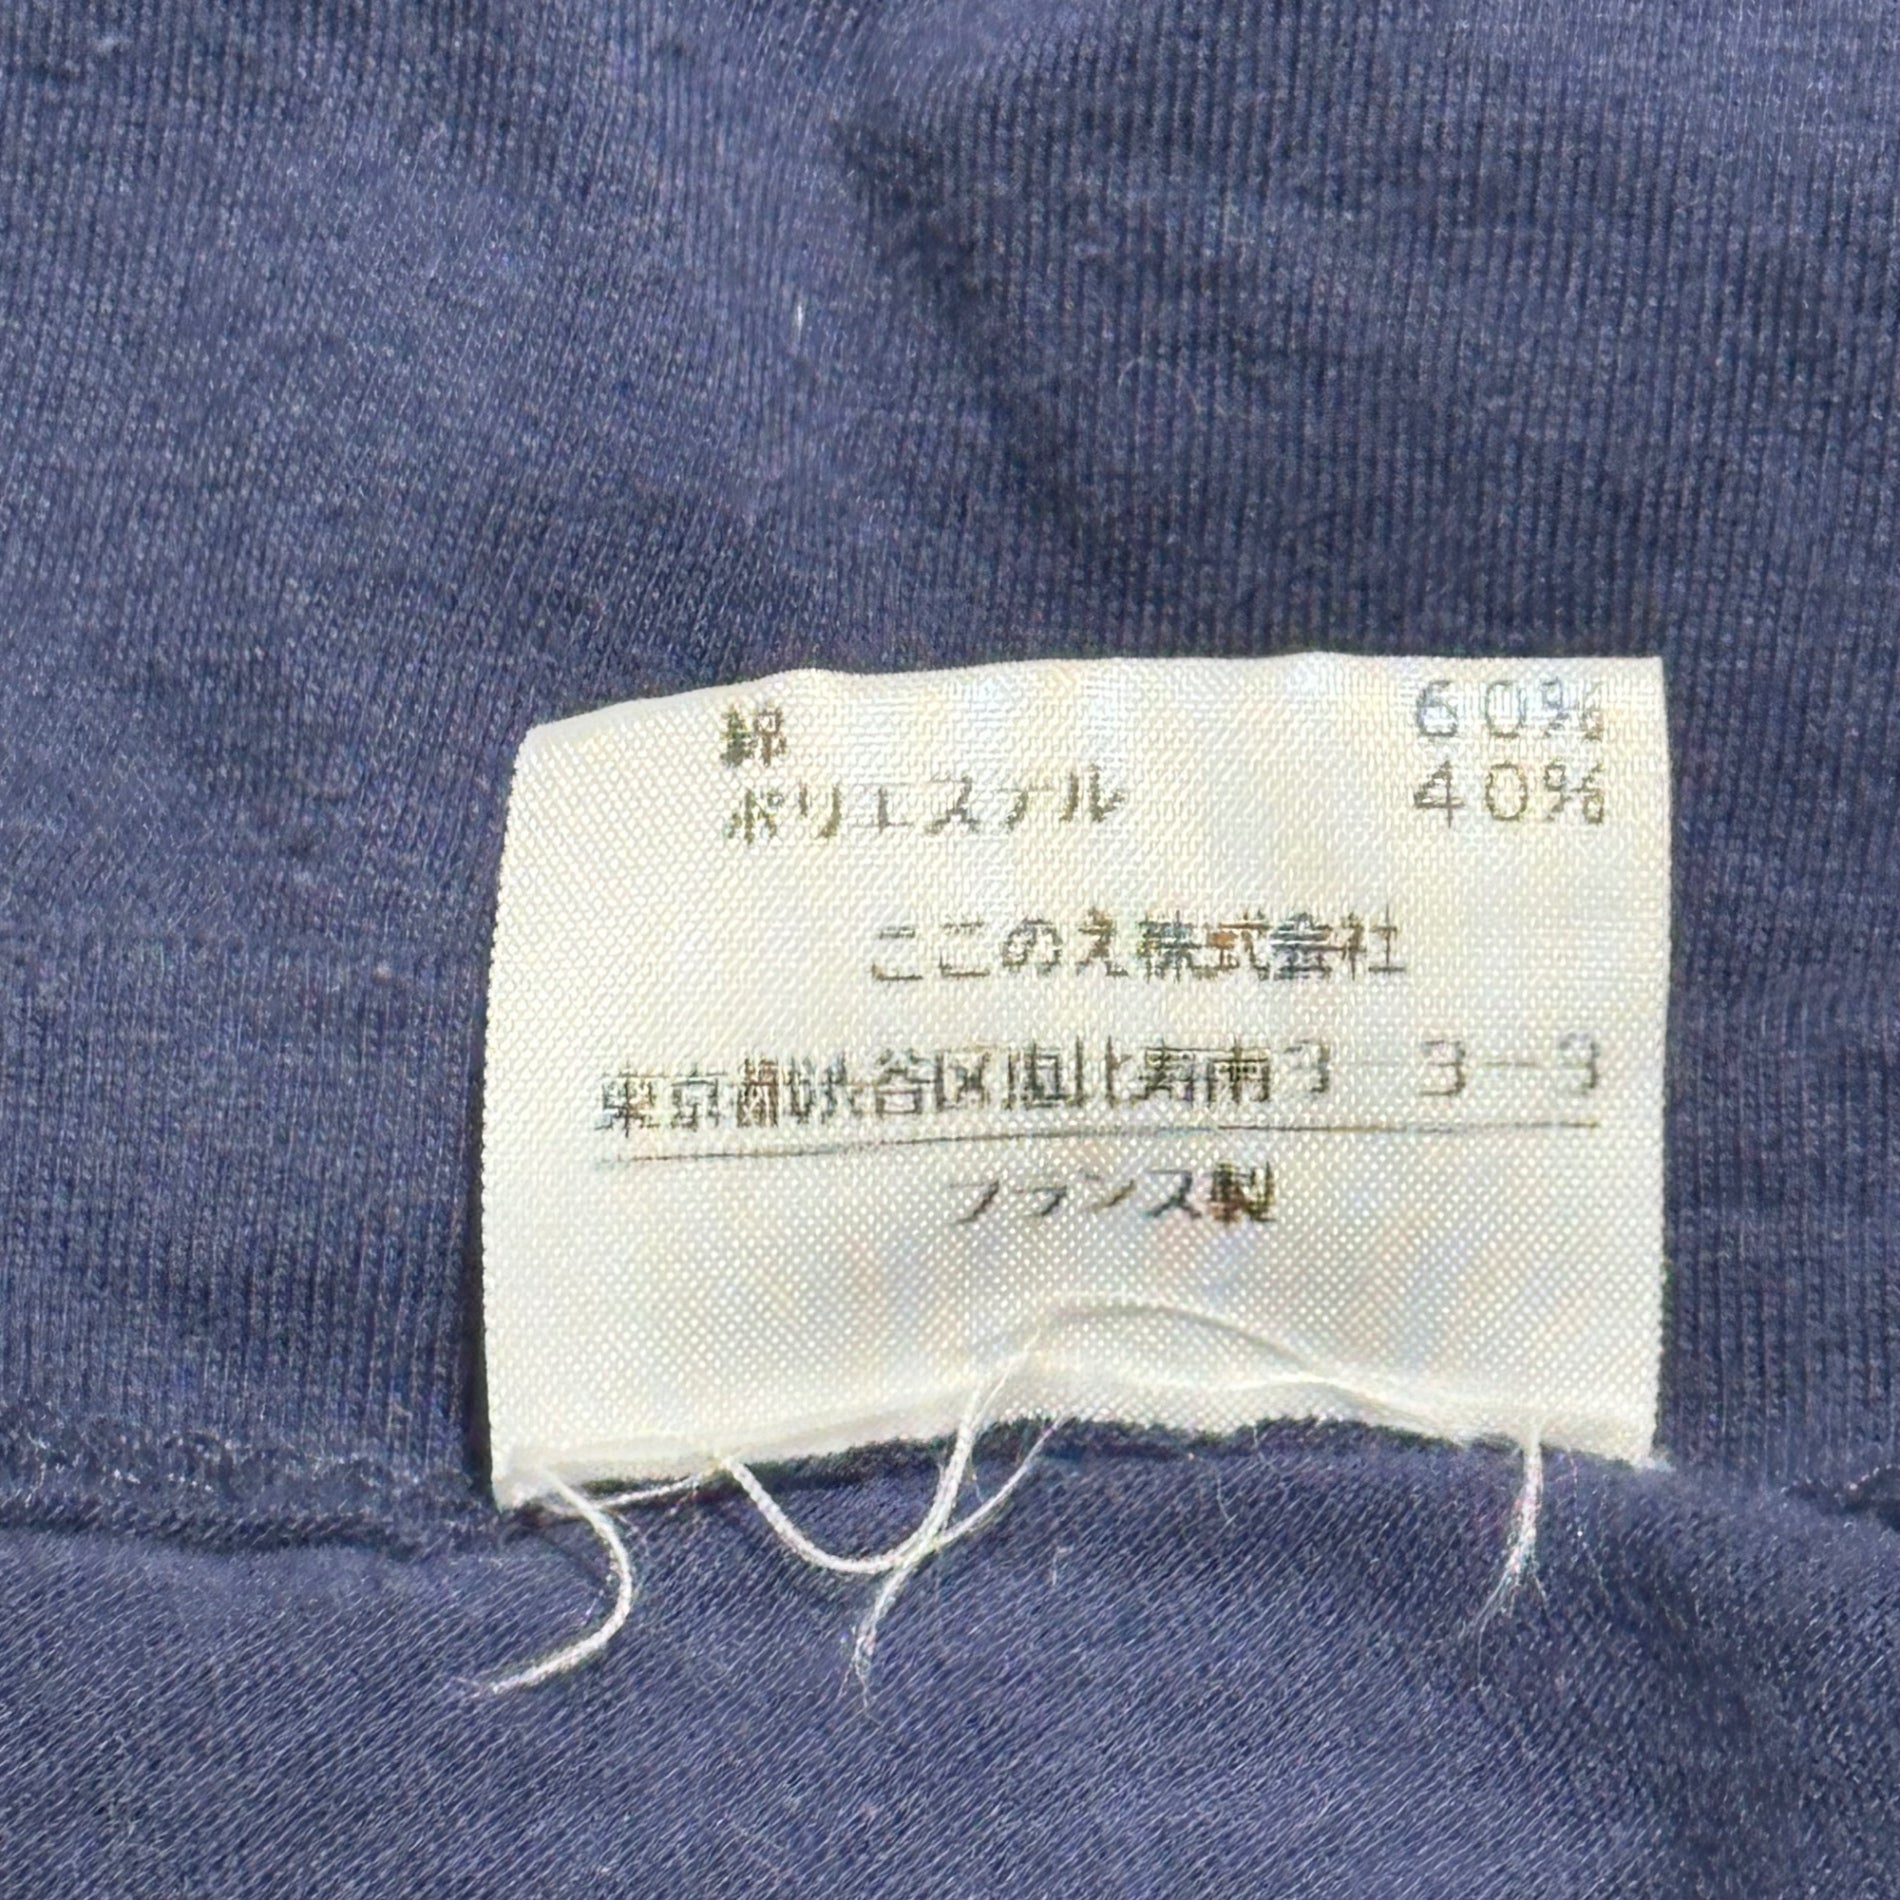 綿 60%
ポリエステル 40%
ここのえ株式会社
東京都渋谷区恵比寿南3-3-9
フランス製